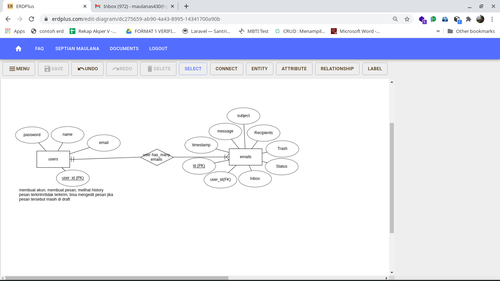 ERDPlus
Inbox (972) - maulanas430@
erdplus.com/edit-diagram/dc275659-ab90-4a43-8995-14341700a90b
Apps
contoh erd
Rekap Akper V -
FORMAT 1 VERIFI
Laravel —
MBTI Test
CRUD : Menampil
Microsoft Word -
Other bookmarks
FAQ
SEPTIAN MAULANA
DOCUMENTS
LOGOUT
MENU
SAVE
UNDO
REDO
DELETE
SELECT
CONNECT
ENTITY
ATTRIBUTE
RELATIONSHIP
LABEL
subject
message
Recipients
password
name
email
timestamp
Trash
users
user_has_many_
emails
emails
id (PK)
Status
user_id (PK)
user_id(FK)
Inbox
membuat akun, membuat pesan, melihat history
pesan terkirim/tidak terkirim, bisa mengedit pesan jika
pesan tersebut masih di draft